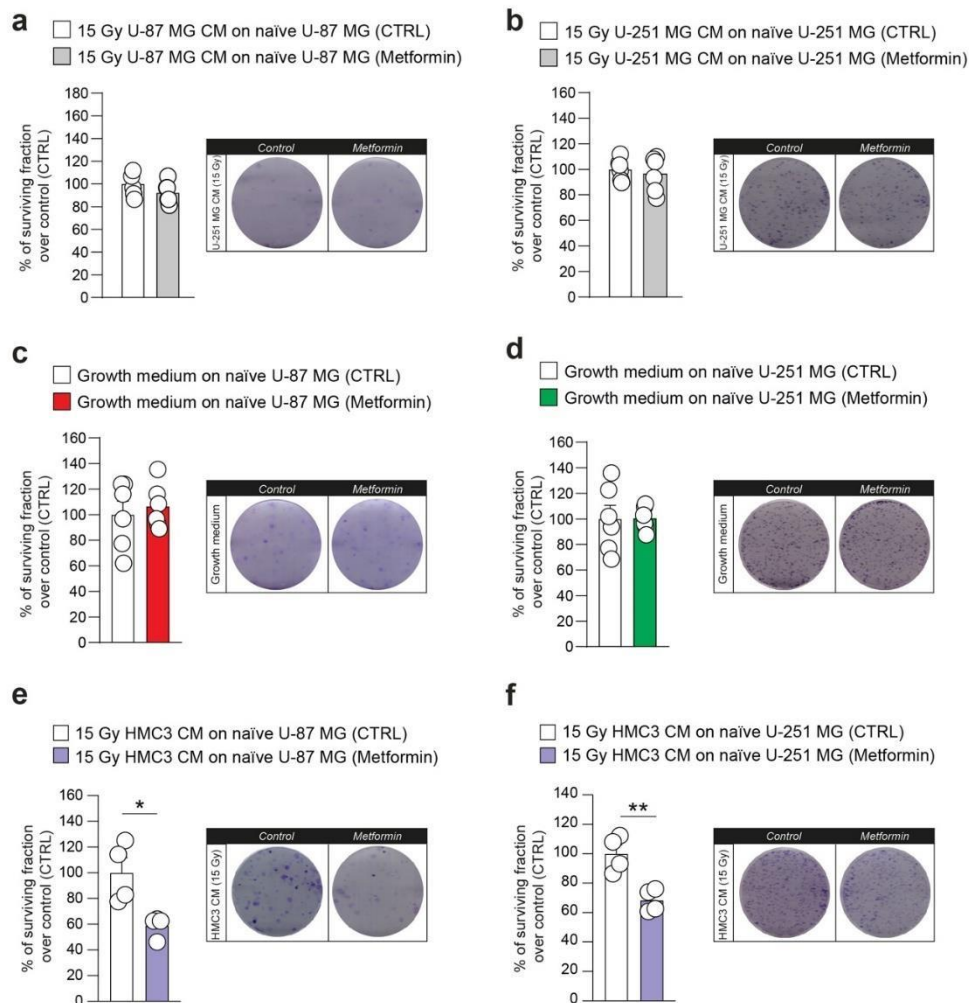 a
15 Gy U-87 MG CM on naïve U-87 MG (CTRL)
15 Gy U-87 MG CM on naïve U-87 MG (Metformin)
% of surviving fraction
over control (CTRL)
180
160
140
120
100
80
60
40
20
0
Control
Metformin
U-251 MG CM (15 Gy)
b
15 Gy U-251 MG CM on naïve U-251 MG (CTRL)
15 Gy U-251 MG CM on naïve U-251 MG (Metformin)
% of surviving fraction
over control (CTRL)
160
140
120
100
80
60
40
20
0
Control
Metformin
U-251 MG CM (15 Gy)
c
Growth medium on naïve U-87 MG (CTRL)
Growth medium on naïve U-87 MG (Metformin)
% of surviving fraction
over control (CTRL)
160
140
120
100
80
60
40
20
0
Control
Metformin
Growth medium
d
Growth medium on naïve U-251 MG (CTRL)
Growth medium on naïve U-251 MG (Metformin)
% of surviving fraction
over control (CTRL)
160
140
120
100
80
60
40
20
0
Control
Metformin
Growth medium
e
15 Gy HMC3 CM on naïve U-87 MG (CTRL)
15 Gy HMC3 CM on naïve U-87 MG (Metformin)
% of surviving fraction
over control (CTRL)
160
140
120
100
80
60
40
20
0
*
Control
Metformin
HMC3 CM (15 Gy)
f
15 Gy HMC3 CM on naïve U-251 MG (CTRL)
15 Gy HMC3 CM on naïve U-251 MG (Metformin)
% of surviving fraction
over control (CTRL)
140
120
100
80
60
40
20
0
**
Control
Metformin
HMC3 CM (15 Gy)